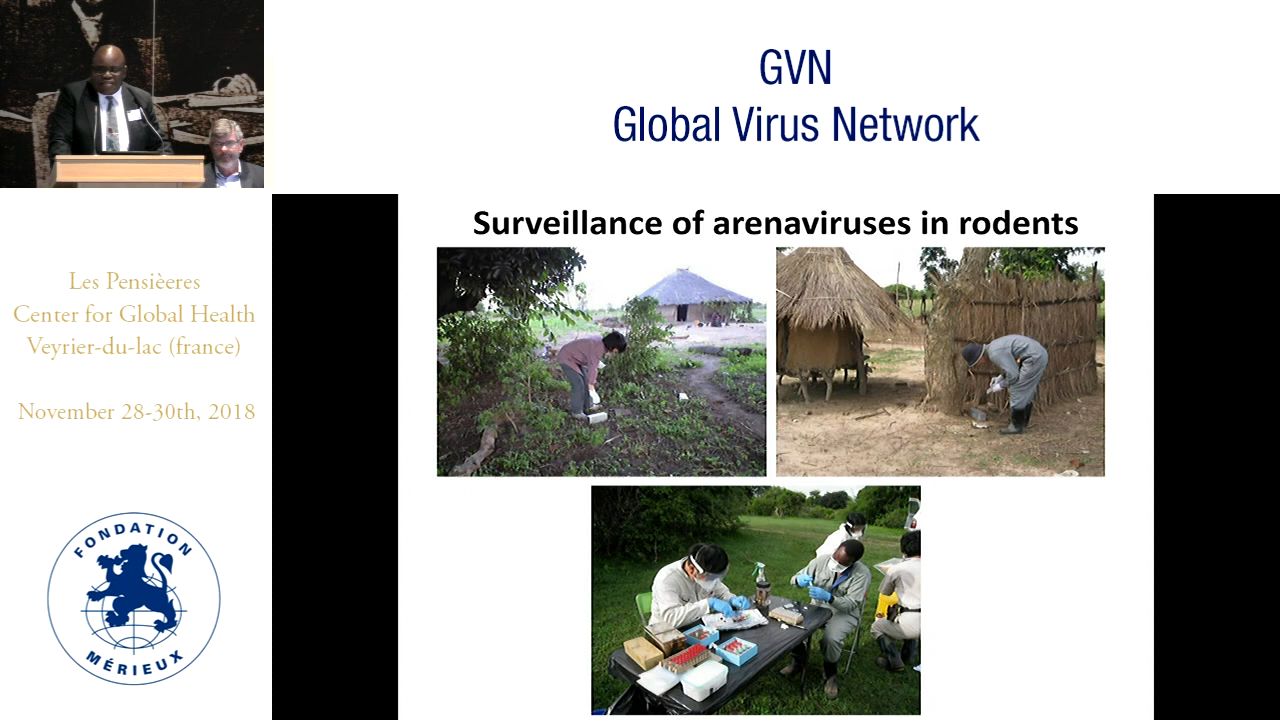 GVN
Global Virus Network
Surveillance of arenaviruses in rodents
Les Pensièeres
Center for Global Health
Veyrier-du-lac (france)
November 28-30th, 2018
FONDATION
MÉRIEUX